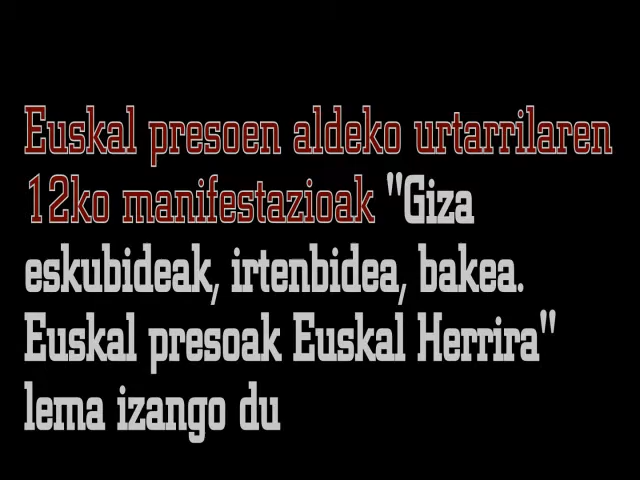 Euskal presoen aldeko urtarrilaren
12ko manifestazioak "Giza
eskubideak, irtenbidea, bakea.
Euskal presoak Euskal Herrira"
lema izango du